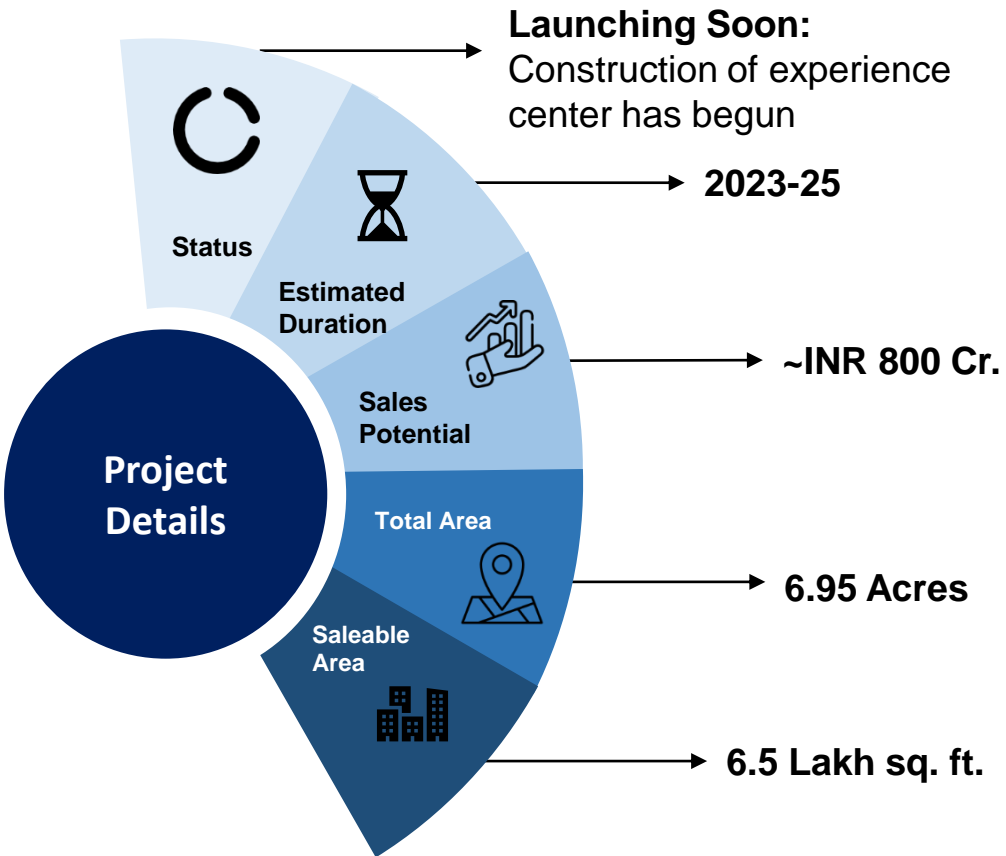 Launching Soon:
Construction of experience
center has begun
Status
2023-25
Estimated
Duration
~INR 800 Cr.
Sales
Potential
Project
Details
Total Area
6.95 Acres
Saleable
Area
6.5 Lakh sq. ft.